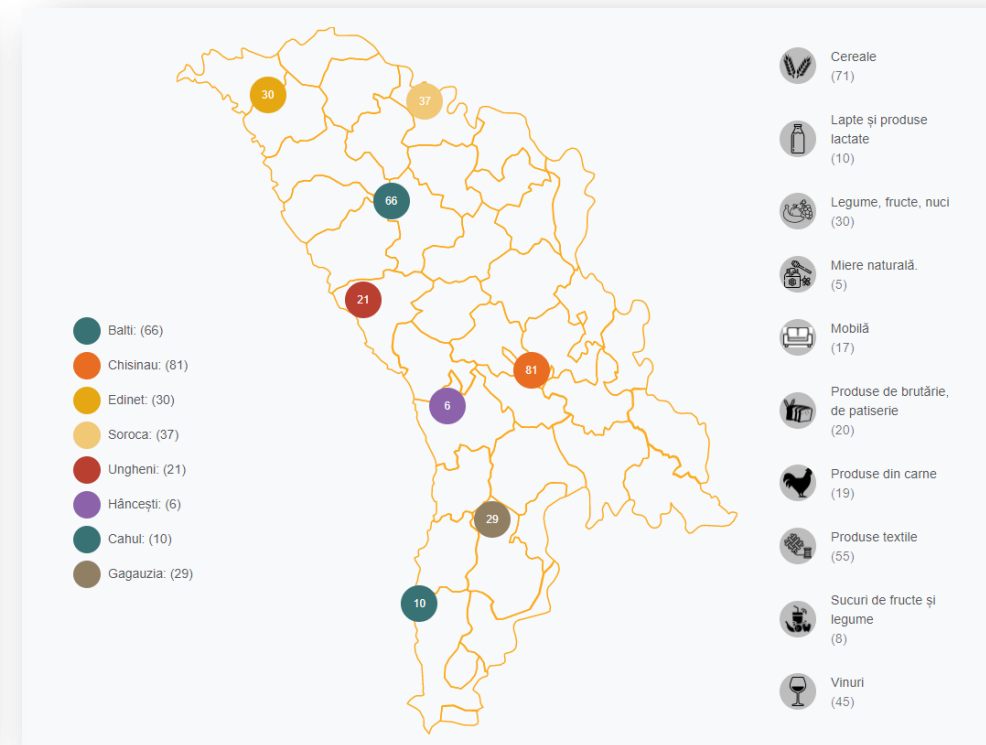 30
37
66
21
81
6
29
10
Balti: (66)
Chisinau: (81)
Edinet: (30)
Soroca: (37)
Ungheni: (21)
Hâncești: (6)
Cahul: (10)
Gagauzia: (29)
Cereale
(71)
Lapte și produse
lactate
(10)
Legume, fructe, nuci
(30)
Miere naturală.
(5)
Mobilă
(17)
Produse de brutărie,
de patiserie
(20)
Produse din carne
(19)
Produse textile
(55)
Sucuri de fructe și
legume
(8)
Vinuri
(45)